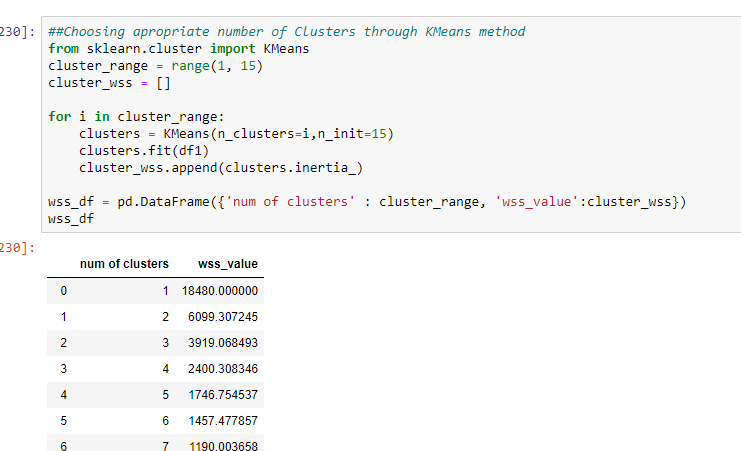 230]: ##Choosing apropriate number of Clusters through KMeans method
from sklearn.cluster import KMeans
cluster_range = range(1, 15)
cluster_wss = []
for i in cluster_range:
    clusters = KMeans(n_clusters=i,n_init=15)
    clusters.fit(df1)
    cluster_wss.append(clusters.inertia_)
wss_df = pd.DataFrame({'num of clusters' : cluster_range, 'wss_value':cluster_wss})
wss_df
230]:
num of clusters wss_value
0 1 18480.000000
1 2 6099.307245
2 3 3919.068493
3 4 2400.308346
4 5 1746.754537
5 6 1457.477857
6 7 1190.003658